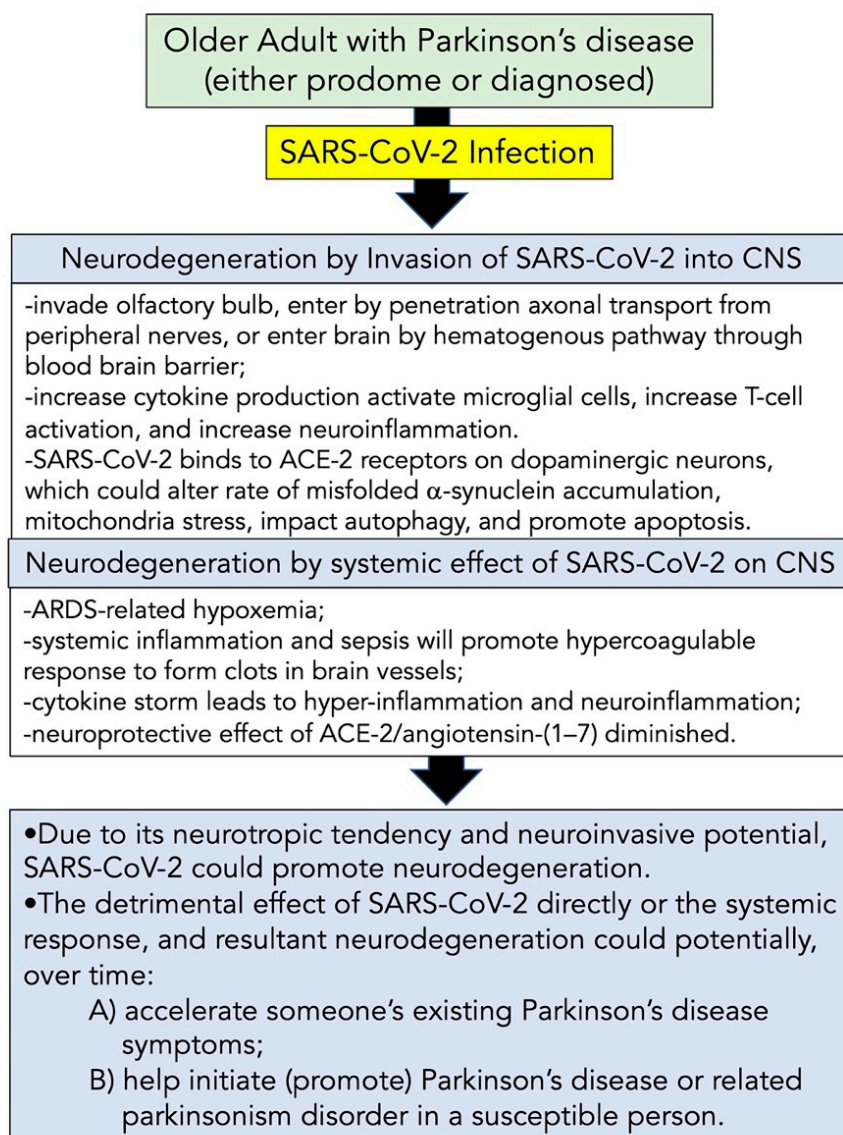 Older Adult with Parkinson’s disease
(either prodome or diagnosed)
SARS-CoV-2 Infection
Neurodegeneration by Invasion of SARS-CoV-2 into CNS
-invade olfactory bulb, enter by penetration axonal transport from
peripheral nerves, or enter brain by hematogenous pathway through
blood brain barrier;
-increase cytokine production activate microglial cells, increase T-cell
activation, and increase neuroinflammation.
-SARS-CoV-2 binds to ACE-2 receptors on dopaminergic neurons,
which could alter rate of misfolded α-synuclein accumulation,
mitochondria stress, impact autophagy, and promote apoptosis.
Neurodegeneration by systemic effect of SARS-CoV-2 on CNS
-ARDS-related hypoxemia;
-systemic inflammation and sepsis will promote hypercoagulable
response to form clots in brain vessels;
-cytokine storm leads to hyper-inflammation and neuroinflammation;
-neuroprotective effect of ACE-2/angiotensin-(1–7) diminished.
•Due to its neurotropic tendency and neuroinvasive potential,
SARS-CoV-2 could promote neurodegeneration.
•The detrimental effect of SARS-CoV-2 directly or the systemic
response, and resultant neurodegeneration could potentially,
over time:
A) accelerate someone’s existing Parkinson’s disease
symptoms;
B) help initiate (promote) Parkinson’s disease or related
parkinsonism disorder in a susceptible person.